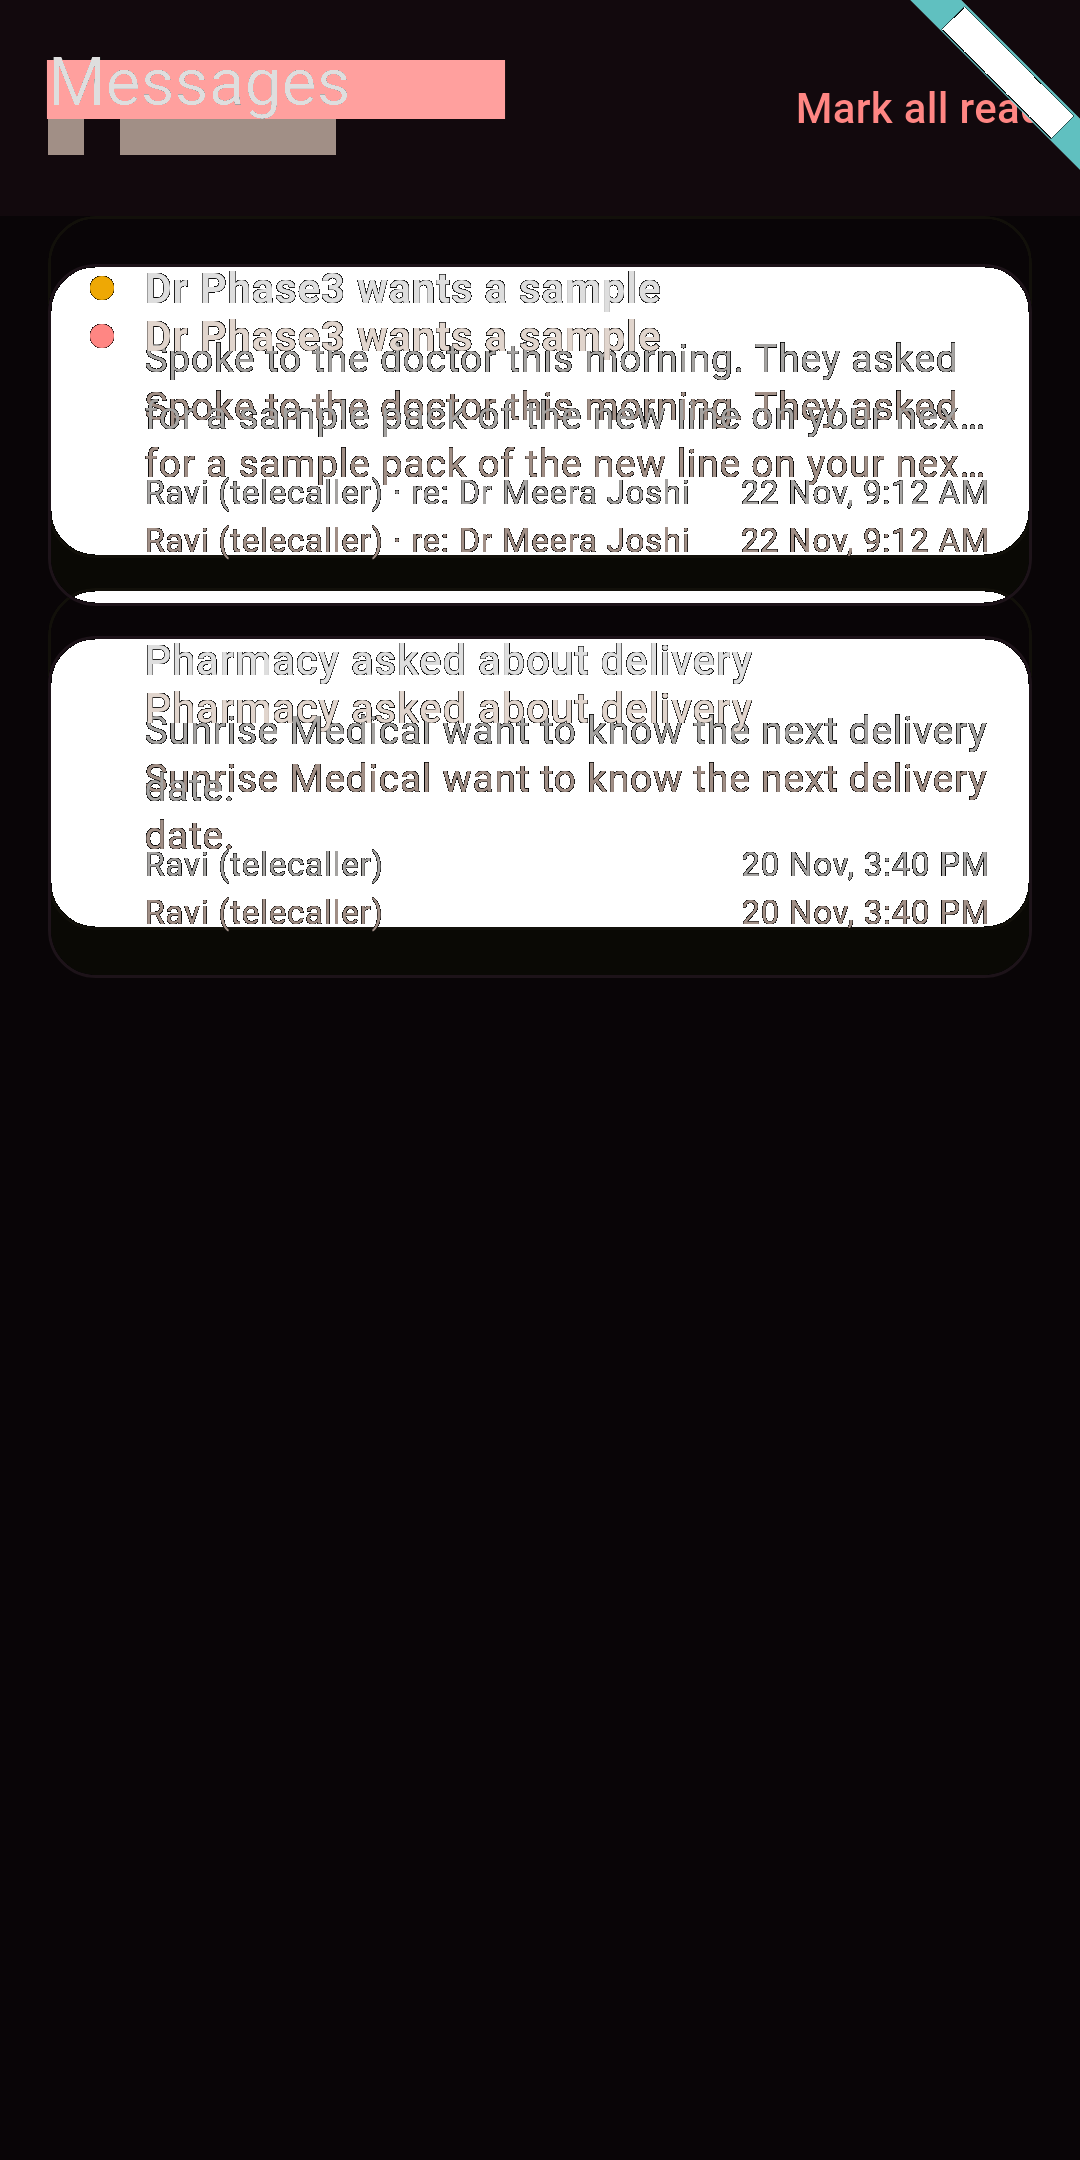 Messages
Mark all read
Dr Phase3 wants a sample
Dr Phase3 wants a sample
Spoke to the doctor this morning. They asked
Spoke to the doctor this morning. They asked
for a sample pack of the new line on your nex…
for a sample pack of the new line on your nex…
Ravi (telecaller) · re: Dr Meera Joshi 22 Nov, 9:12 AM
Ravi (telecaller) · re: Dr Meera Joshi 22 Nov, 9:12 AM
Pharmacy asked about delivery
Pharmacy asked about delivery
Sunrise Medical want to know the next delivery
Sunrise Medical want to know the next delivery
date.
date.
Ravi (telecaller) 20 Nov, 3:40 PM
Ravi (telecaller) 20 Nov, 3:40 PM